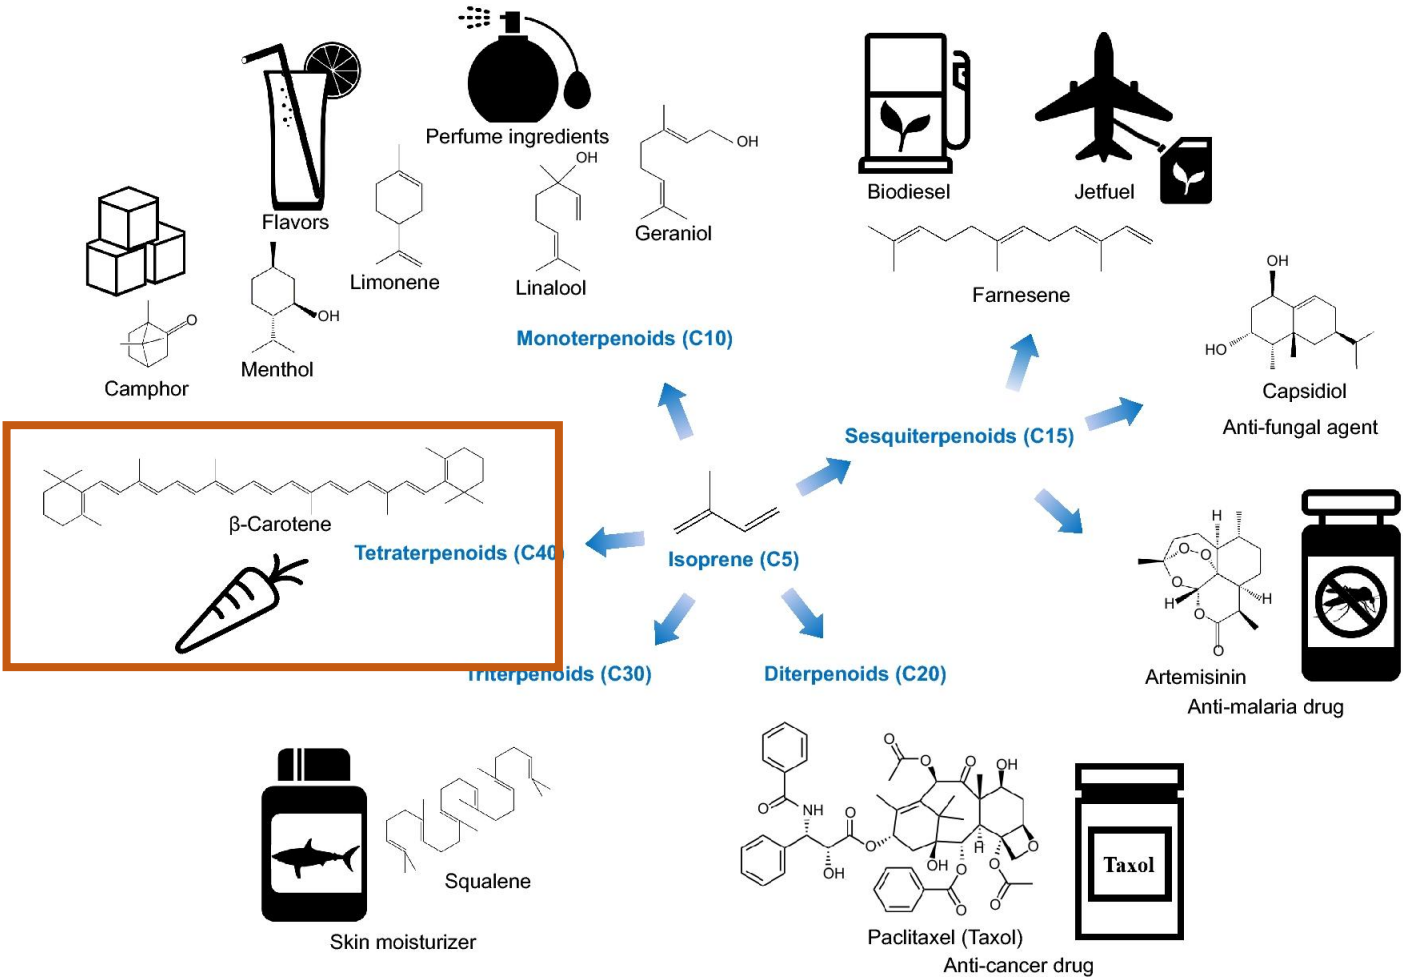 Perfume ingredients
OH
OH
Biodiesel
Jetfuel
Flavors
Geraniol
Limonene
Linalool
Farnesene
OH
HO
O
OH
Monoterpenoids (C10)
Menthol
Camphor
Capsidiol
Anti-fungal agent
Sesquiterpenoids (C15)
β-Carotene
Tetraterpenoids (C40)
Isoprene (C5)
H
O
O
O
H
H
O
O
Artemisinin
Anti-malaria drug
Triterpenoids (C30)
Diterpenoids (C20)
O
O
O
OH
O
NH
O
O
OH
OH
H
O
O
O
O
O
Taxol
Squalene
Skin moisturizer
Paclitaxel (Taxol)
Anti-cancer drug